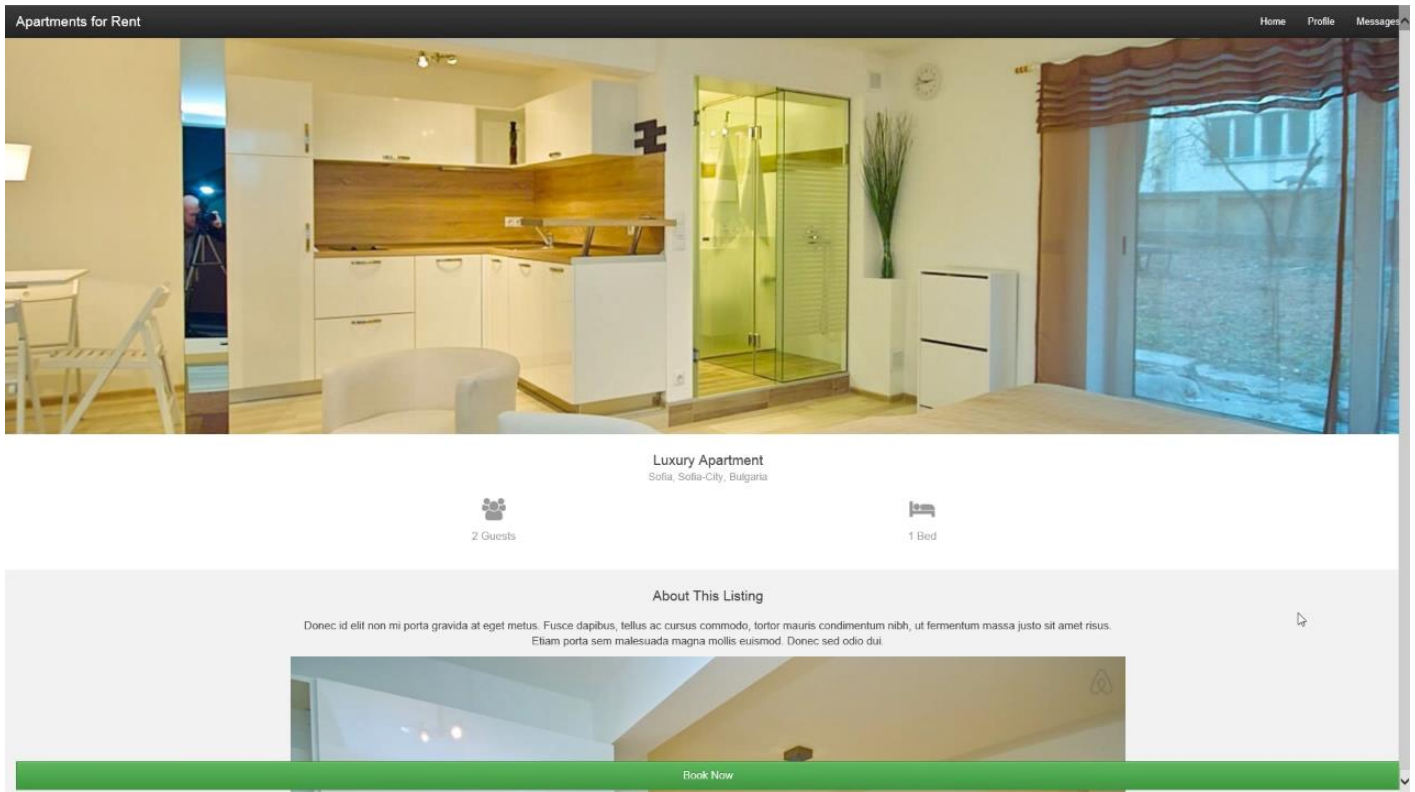 Apartments for Rent
Home Profile Messages
Luxury Apartment
Sofia, Sofia-City, Bulgaria
2 Guests 1 Bed
About This Listing
Donec id elit non mi porta gravida at eget metus. Fusce dapibus, tellus ac cursus commodo, tortor mauris condimentum nibh, ut fermentum massa justo sit amet risus.
Etiam porta sem malesuada magna mollis euismod. Donec sed odio dui.
Book Now